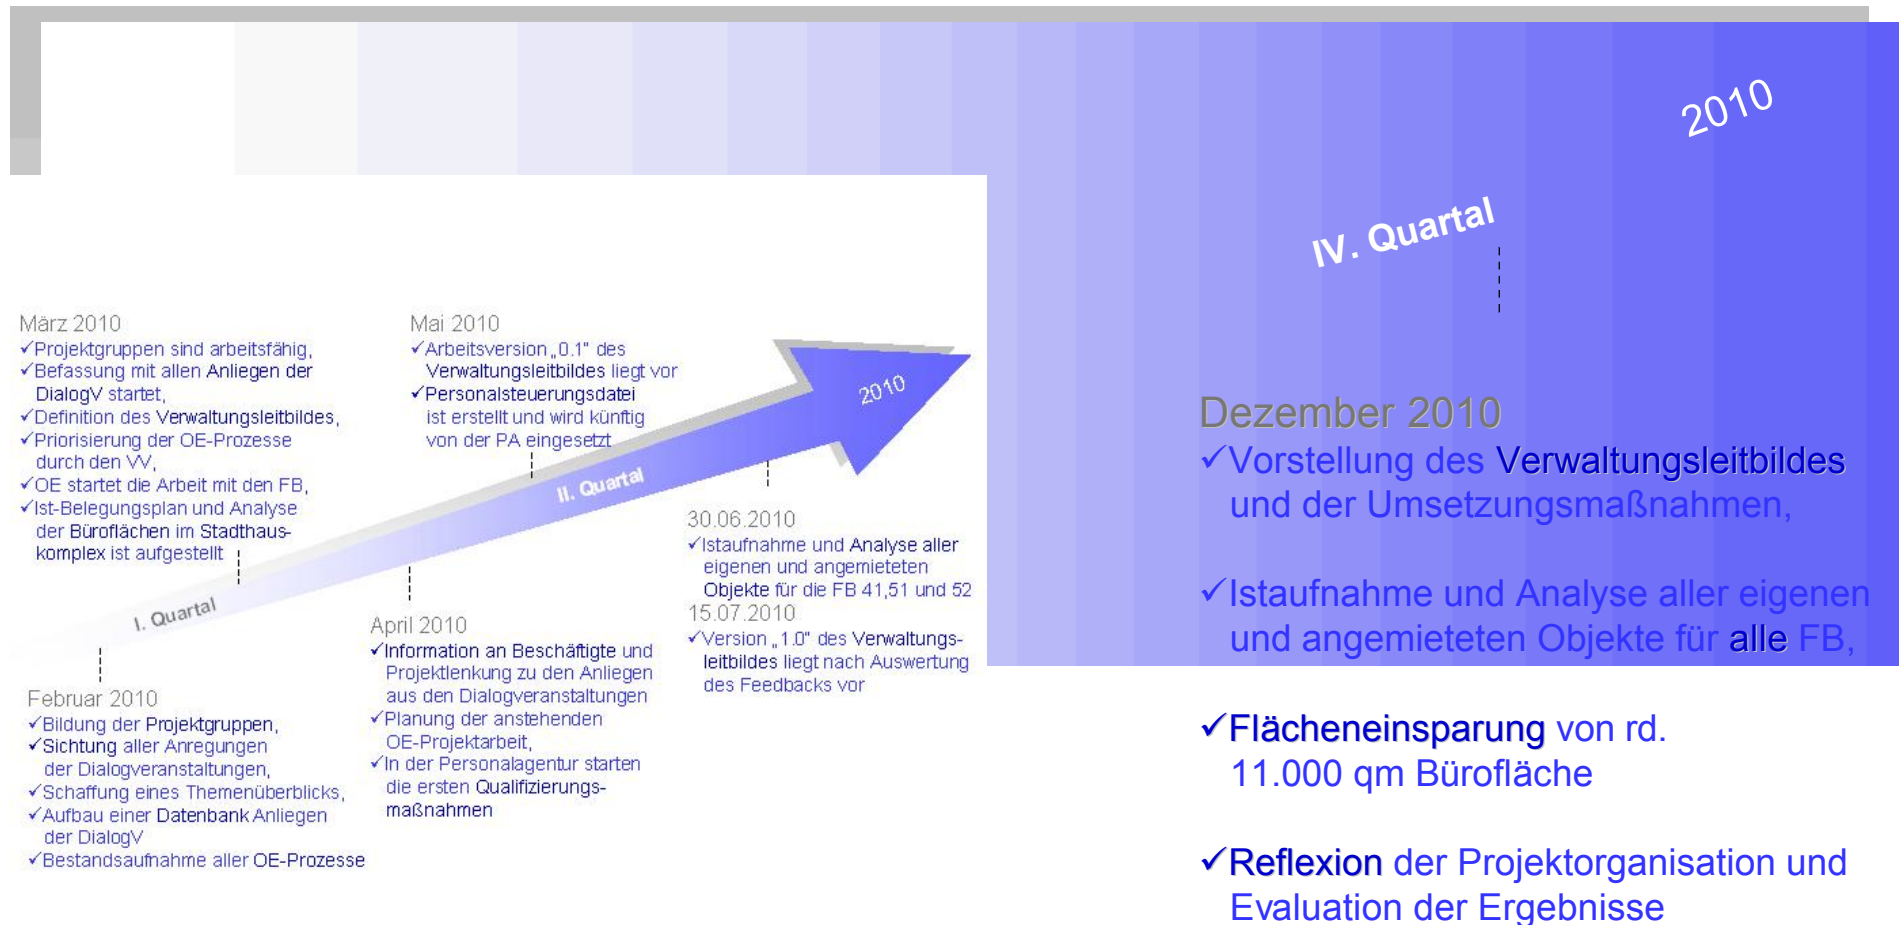 2010
IV. Quartal
März 2010
✓Projektgruppen sind arbeitsfähig,
✓Befassung mit allen Anliegen der
DialogV startet,
✓Definition des Verwaltungsleitbildes,
✓Priorisierung der OE-Prozesse
durch den VV,
✓OE startet die Arbeit mit den FB,
✓Ist-Belegungsplan und Analyse
der Büroflächen im Stadthaus-
komplex ist aufgestellt
Mai 2010
✓Arbeitsversion „0.1" des
Verwaltungsleitbildes liegt vor
✓Personalsteuerungsdatei
ist erstellt und wird künftig
von der PA eingesetzt
2010
II. Quartal
I. Quartal
Februar 2010
✓Bildung der Projektgruppen,
✓Sichtung aller Anregungen
der Dialogveranstaltungen,
✓Schaffung eines Themenüberblicks,
✓Aufbau einer Datenbank Anliegen
der DialogV
✓Bestandsaufnahme aller OE-Prozesse
April 2010
✓Information an Beschäftigte und
Projektlenkung zu den Anliegen
aus den Dialogveranstaltungen
✓Planung der anstehenden
OE-Projektarbeit,
✓In der Personalagentur starten
die ersten Qualifizierungs-
maßnahmen
30.06.2010
✓Istaufnahme und Analyse aller
eigenen und angemieteten
Objekte für die FB 41,51 und 52
15.07.2010
✓Version „1.0" des Verwaltungs-
leitbildes liegt nach Auswertung
des Feedbacks vor
Dezember 2010
✓Vorstellung des Verwaltungsleitbildes
und der Umsetzungsmaßnahmen,
✓Istaufnahme und Analyse aller eigenen
und angemieteten Objekte für alle FB,
✓Flächeneinsparung von rd.
11.000 qm Bürofläche
✓Reflexion der Projektorganisation und
Evaluation der Ergebnisse